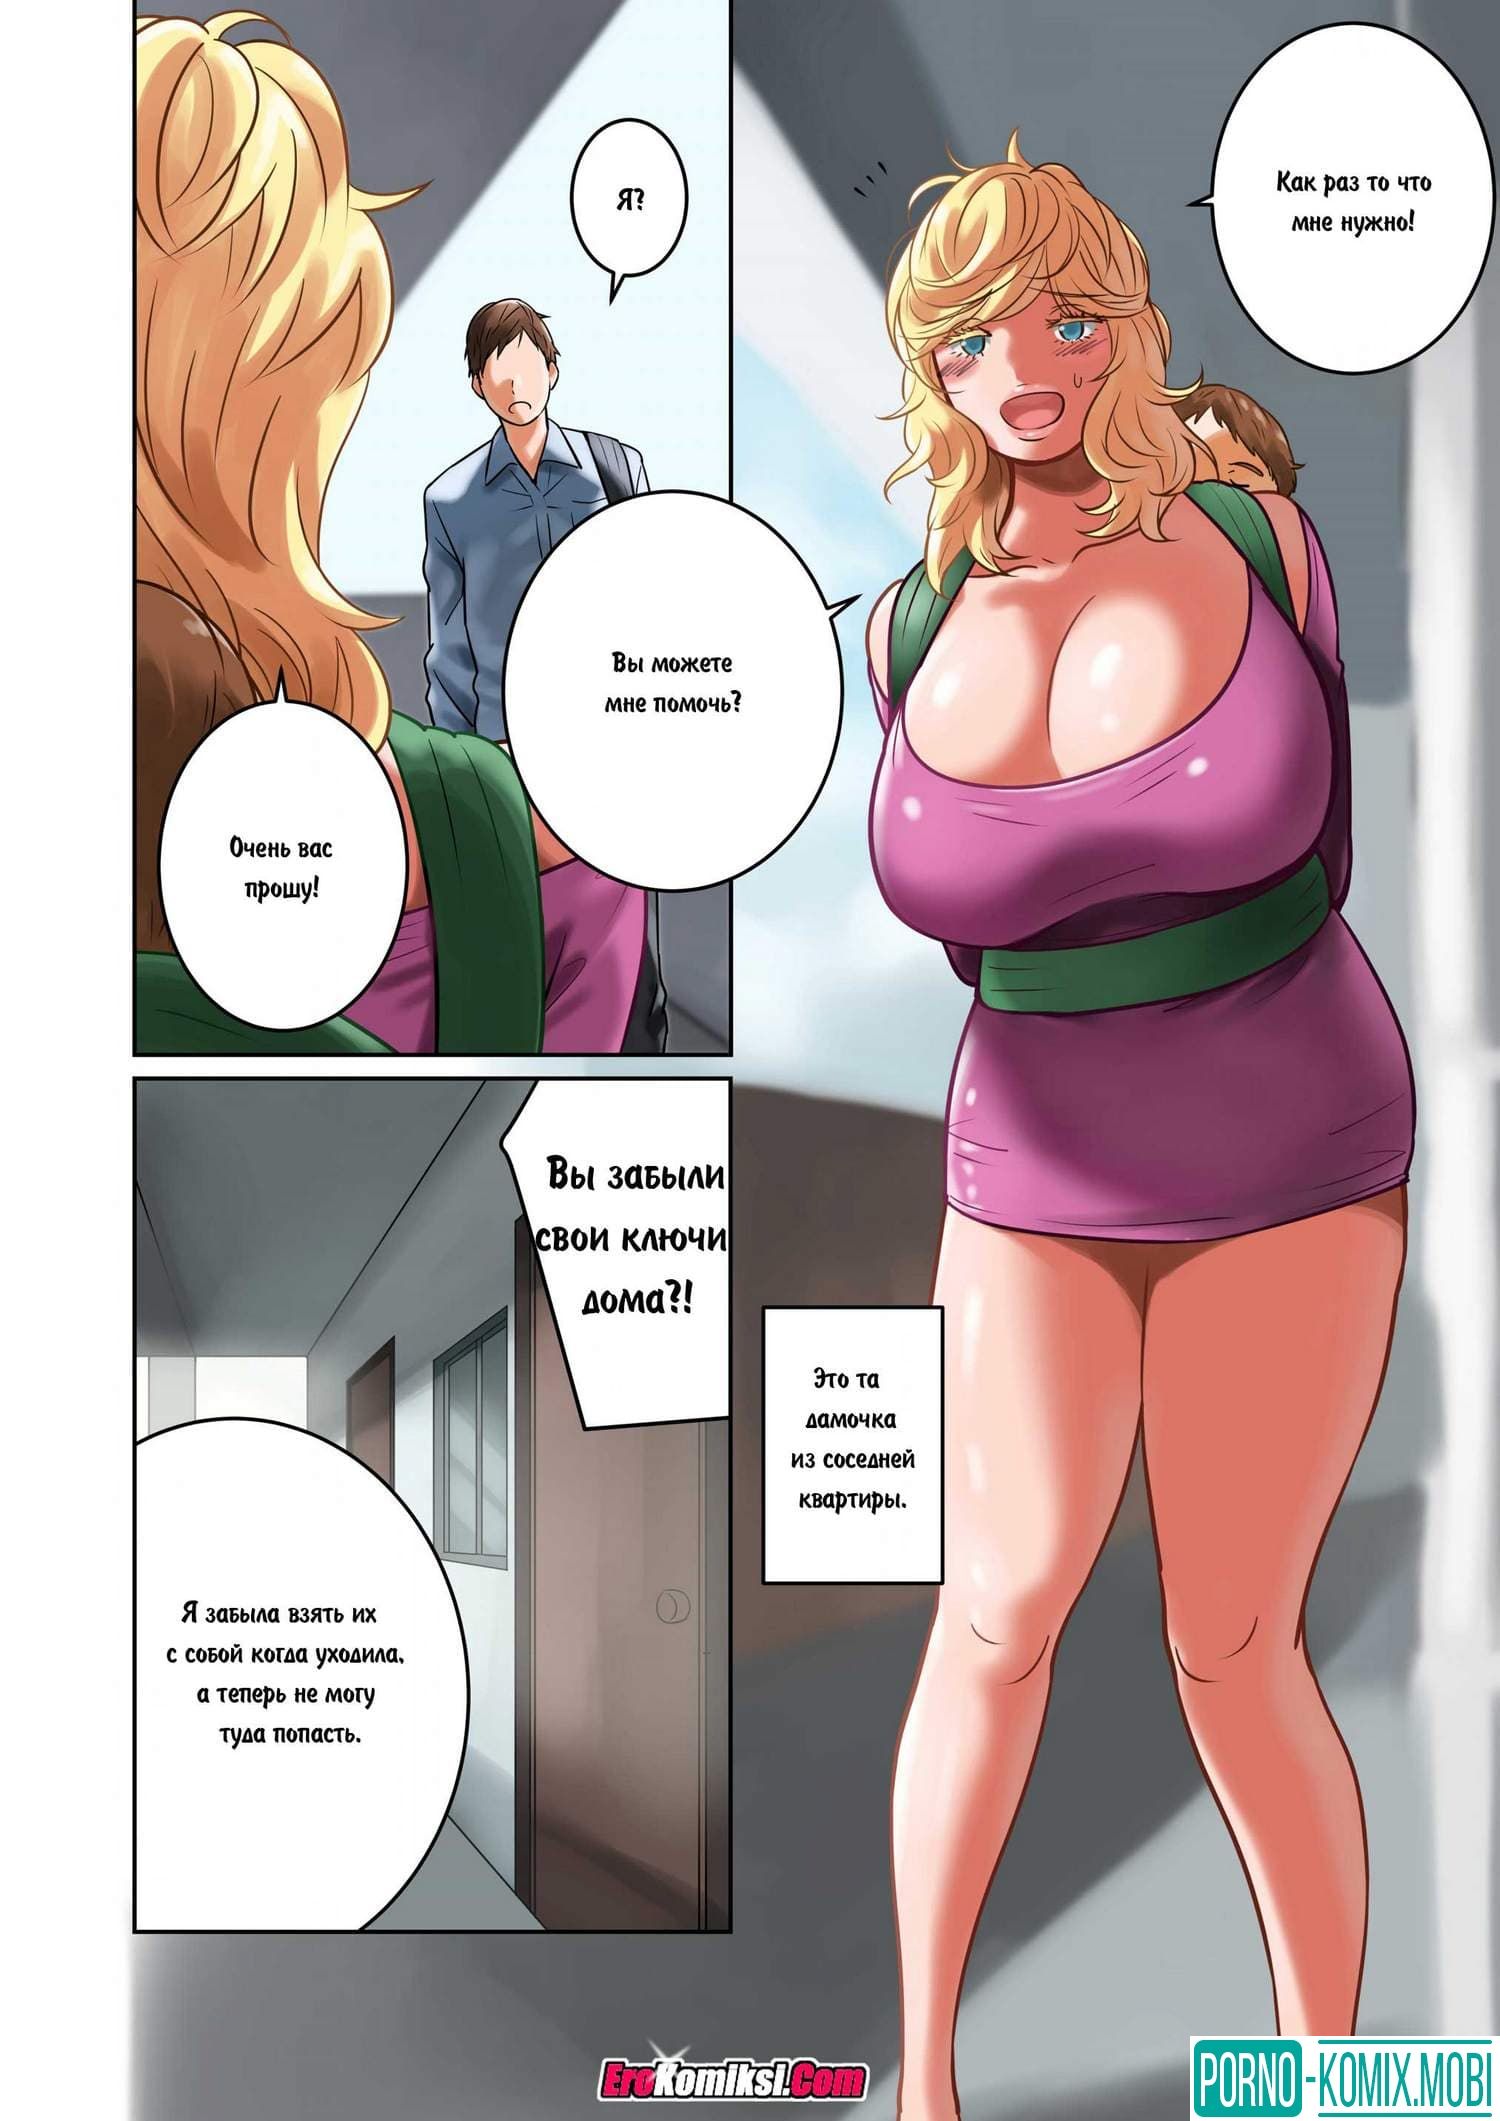 Как раз то что
мне нужно!
Я?
Вы можете
мне помочь?
Очень вас
прошу!
Это та
дамочка
из соседней
квартиры.
Вы забыли
свои ключи
дома?!
Я забыла взять их
с собой когда уходила,
а теперь не могу
туда попасть.
EroKomiksi.Com
PORNO-KOMIX.MOBI